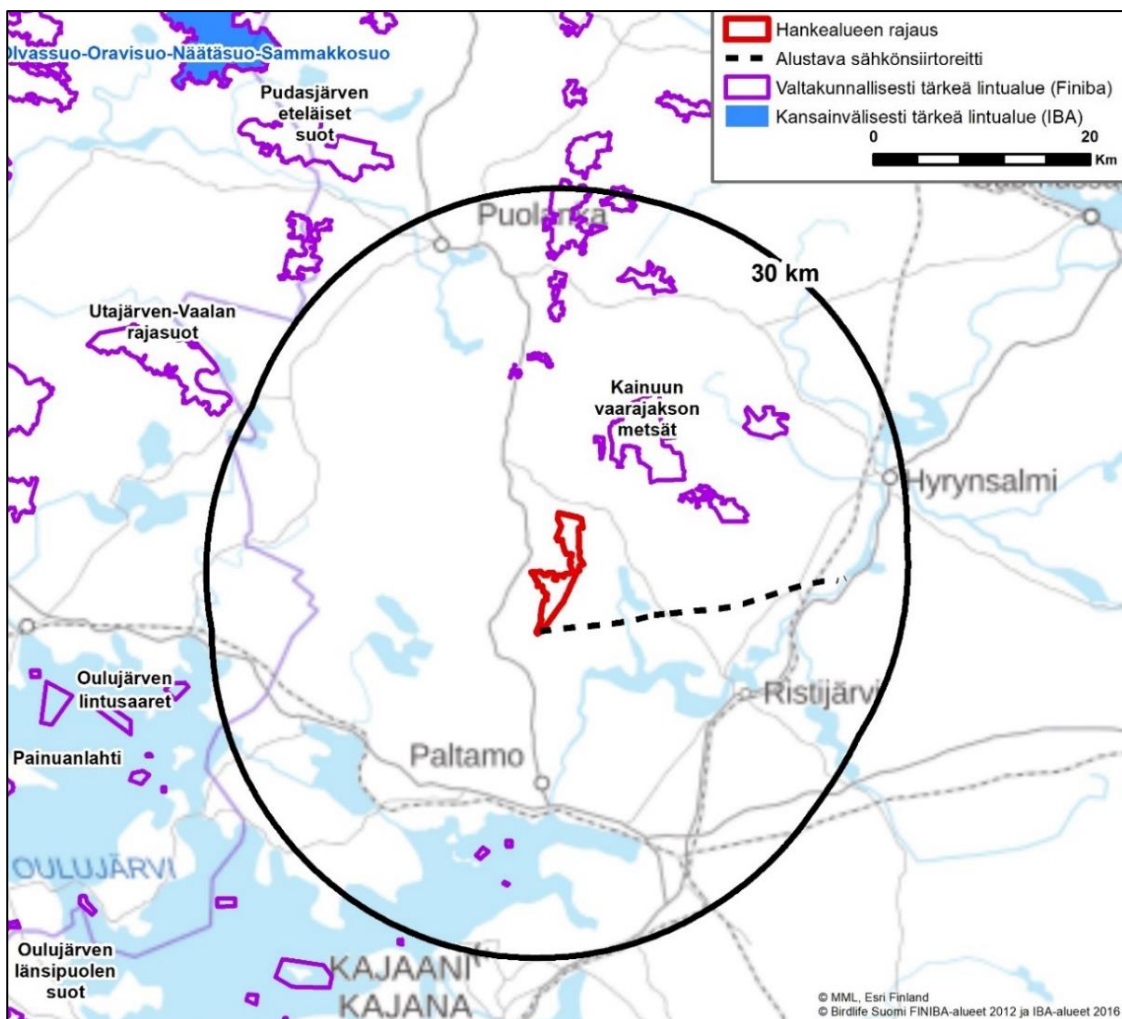 Olvassuo-Oravisuo-Näätäsuo-Sammakkosuo
Pudasjärven
eteläiset
suot
Hankealueen rajaus
Alustava sähkönsiirtoreitti
Valtakunnallisesti tärkeä lintualue (Finiba)
Kansainvälisesti tärkeä lintualue (IBA)
0
20
Km
Puolanka
30 km
Utajärven-Vaalan
rajasuot
Kainuun
vaarajakson
metsät
Hyrynsalmi
Oulujärven
lintusaaret
Ristijärvi
Painuanlahti
Paltamo
OULUJÄRVI
Oulujärven
länsipuolen
suot
KAJAANI
KAJANA
© MML, Esri Finland
© Birdlife Suomi FINIBA-alueet 2012 ja IBA-alueet 2016